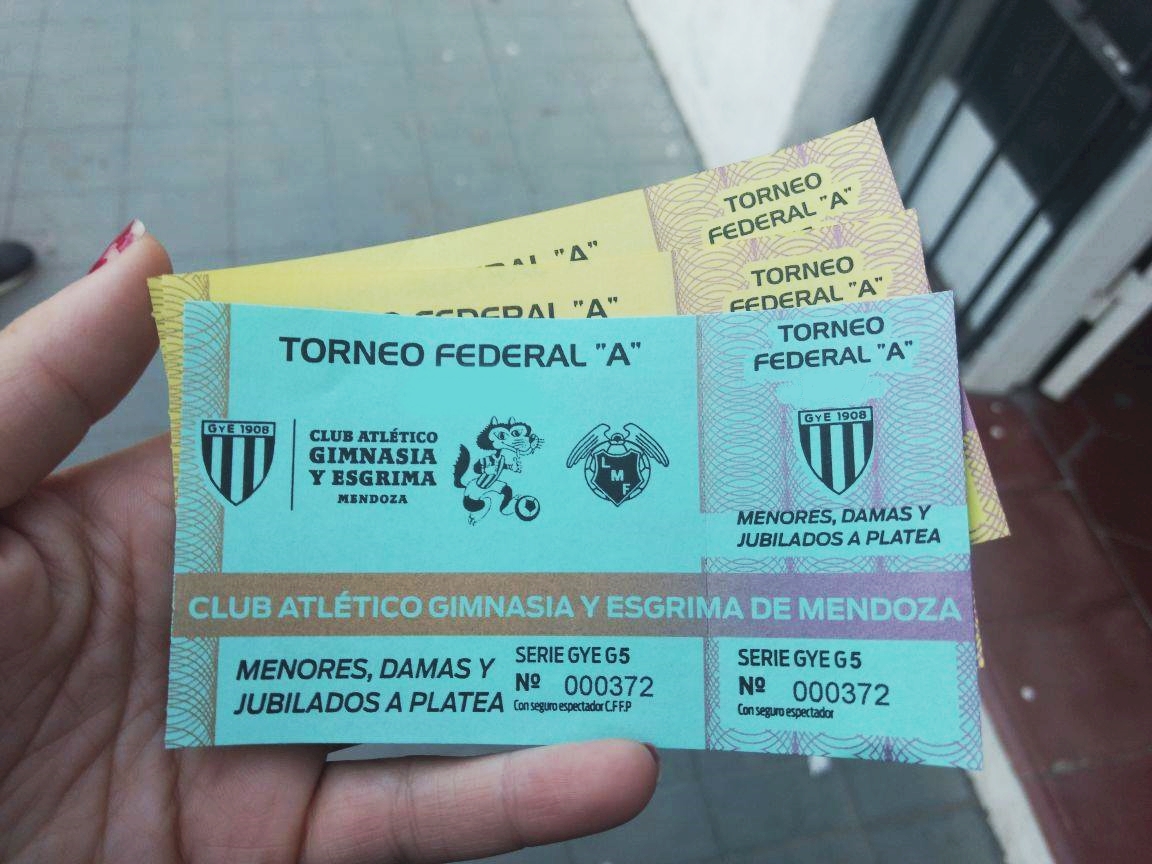 TORNEO
FEDERAL "A"
"A"
TORNEO
FEDERAL "A"
FEDERAL "A"
TORNEO FEDERAL "A"
GyE 1908
CLUB ATLÉTICO
GIMNASIA
Y ESGRIMA
MENDOZA
LMF
TORNEO
FEDERAL "A"
GyE 1908
MENORES, DAMAS Y
JUBILADOS A PLATEA
CLUB ATLÉTICO GIMNASIA Y ESGRIMA DE MENDOZA
MENORES, DAMAS Y
JUBILADOS A PLATEA
SERIE GYE G5
Nº 000372
Con seguro espectador C.F.F.P
SERIE GYE G5
Nº 000372
Con seguro espectador